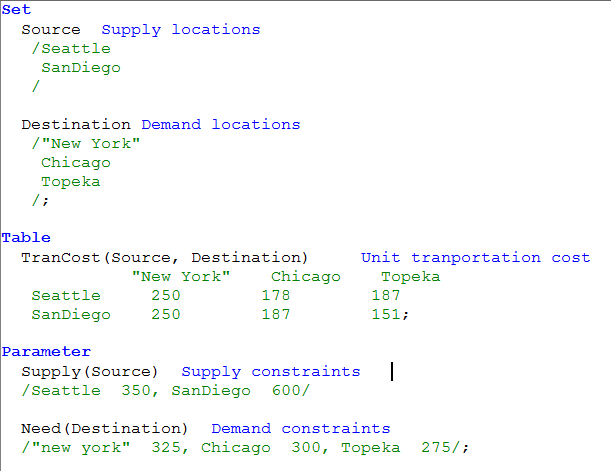 Set
  Source  Supply locations
   /Seattle
    SanDiego
   /
  Destination Demand locations
   /"New York"
    Chicago
    Topeka
   /;
Table
  TranCost(Source, Destination)     Unit tranportation cost
             "New York"    Chicago    Topeka
   Seattle     250        178        187
   SanDiego    250        187        151;
Parameter
  Supply(Source)  Supply constraints
  /Seattle  350, SanDiego  600/
  Need(Destination)  Demand constraints
  /"new york"  325, Chicago  300, Topeka  275/;